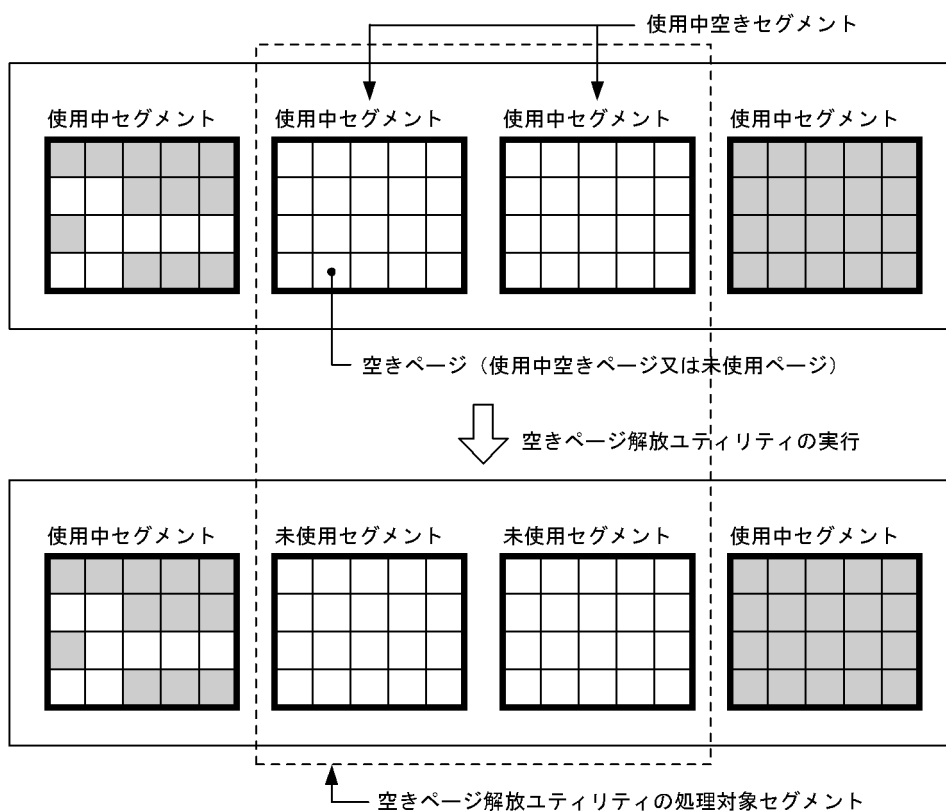 使用中空きセグメント
使用中セグメント
使用中セグメント
使用中セグメント
使用中セグメント
空きページ（使用中空きページ又は未使用ページ）
空きページ解放ユティリティの実行
使用中セグメント
未使用セグメント
未使用セグメント
使用中セグメント
空きページ解放ユティリティの処理対象セグメント